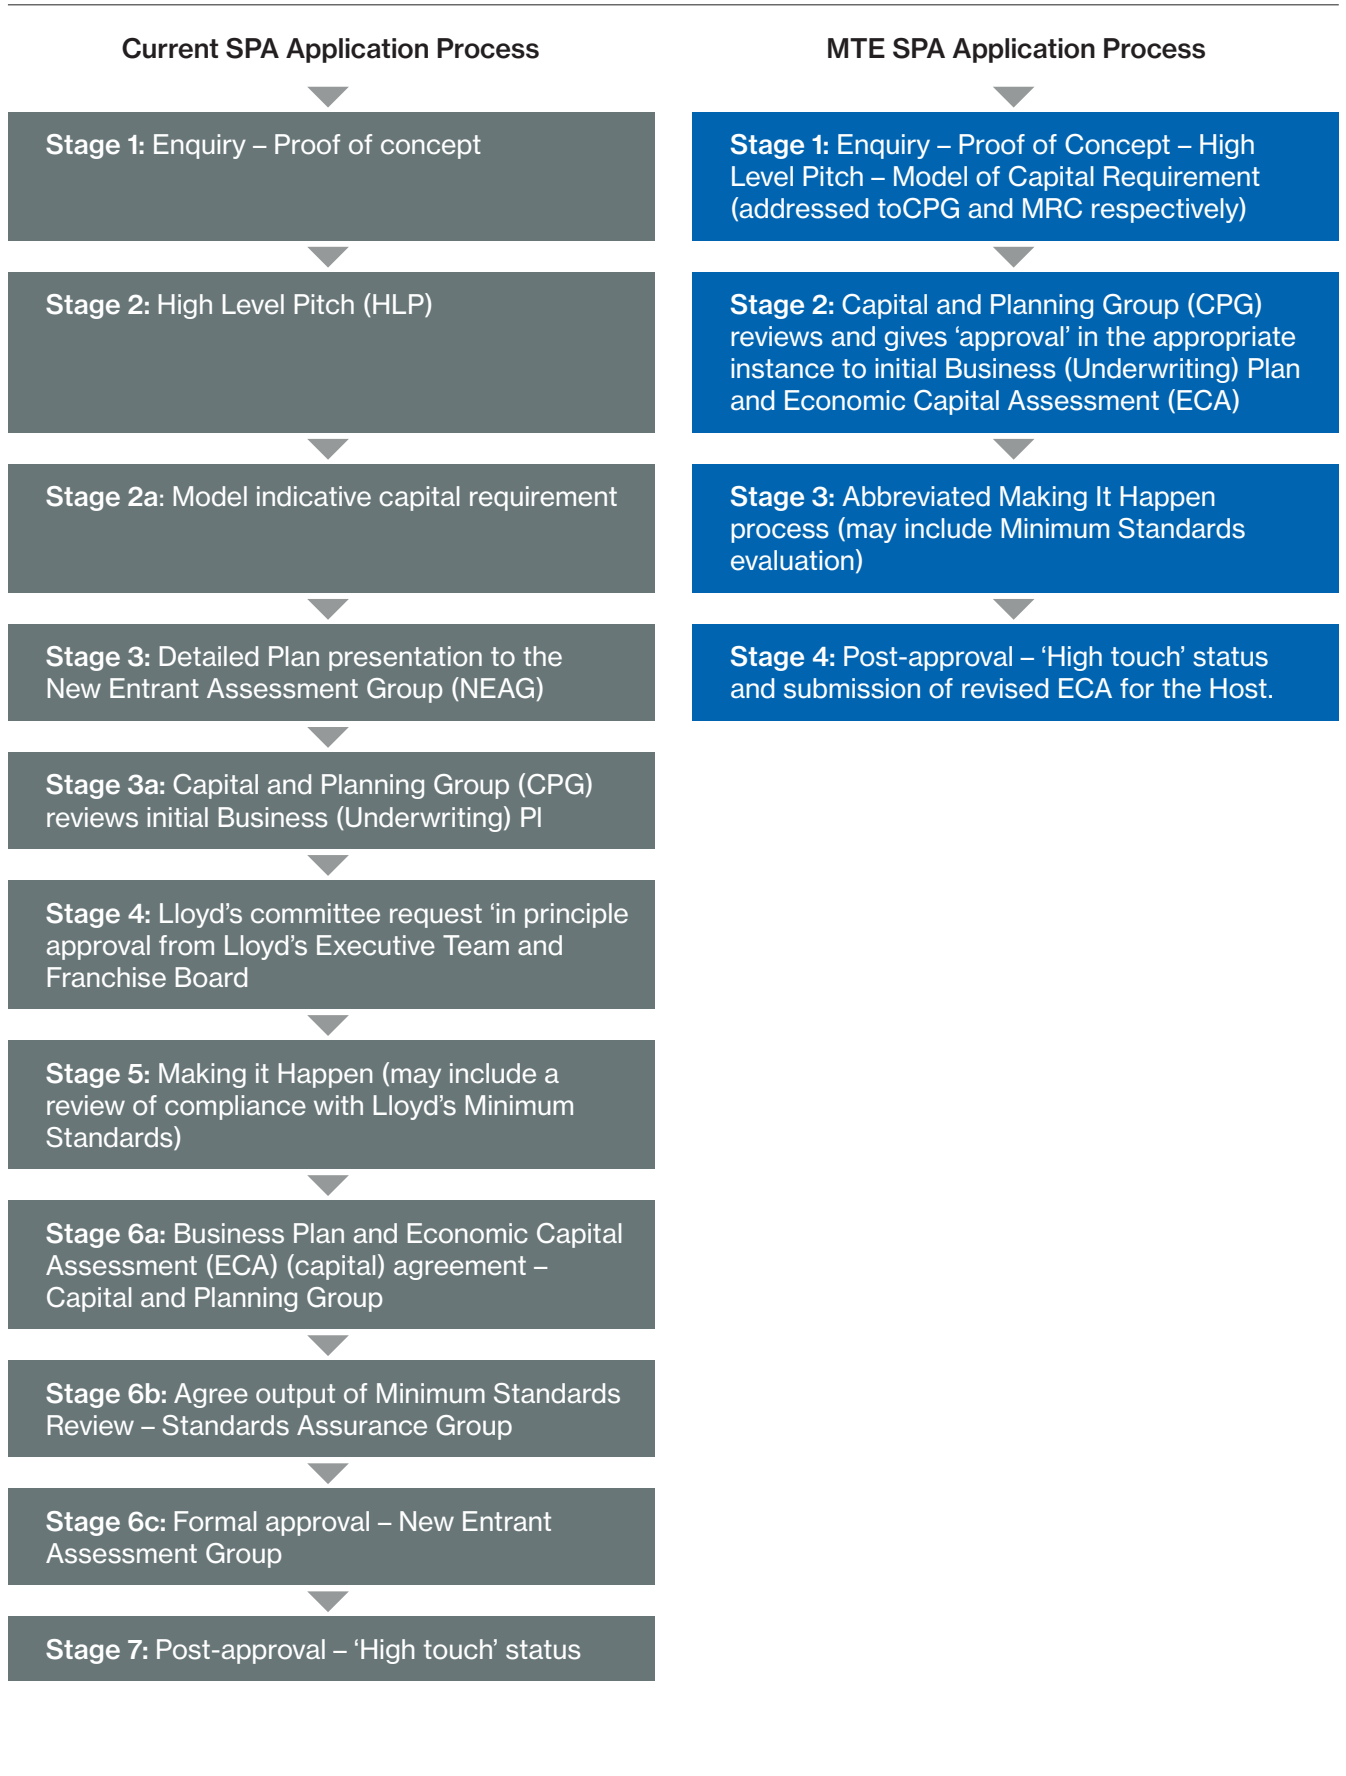 Current SPA Application Process
Stage 1: Enquiry – Proof of concept
Stage 2: High Level Pitch (HLP)
Stage 2a: Model indicative capital requirement
Stage 3: Detailed Plan presentation to the
New Entrant Assessment Group (NEAG)
Stage 3a: Capital and Planning Group (CPG)
reviews initial Business (Underwriting) Pl
Stage 4: Lloyd’s committee request ‘in principle
approval from Lloyd’s Executive Team and
Franchise Board
Stage 5: Making it Happen (may include a
review of compliance with Lloyd’s Minimum
Standards)
Stage 6a: Business Plan and Economic Capital
Assessment (ECA) (capital) agreement –
Capital and Planning Group
Stage 6b: Agree output of Minimum Standards
Review – Standards Assurance Group
Stage 6c: Formal approval – New Entrant
Assessment Group
Stage 7: Post-approval – ‘High touch’ status
MTE SPA Application Process
Stage 1: Enquiry – Proof of Concept – High
Level Pitch – Model of Capital Requirement
(addressed toCPG and MRC respectively)
Stage 2: Capital and Planning Group (CPG)
reviews and gives ‘approval’ in the appropriate
instance to initial Business (Underwriting) Plan
and Economic Capital Assessment (ECA)
Stage 3: Abbreviated Making It Happen
process (may include Minimum Standards
evaluation)
Stage 4: Post-approval – ‘High touch’ status
and submission of revised ECA for the Host.